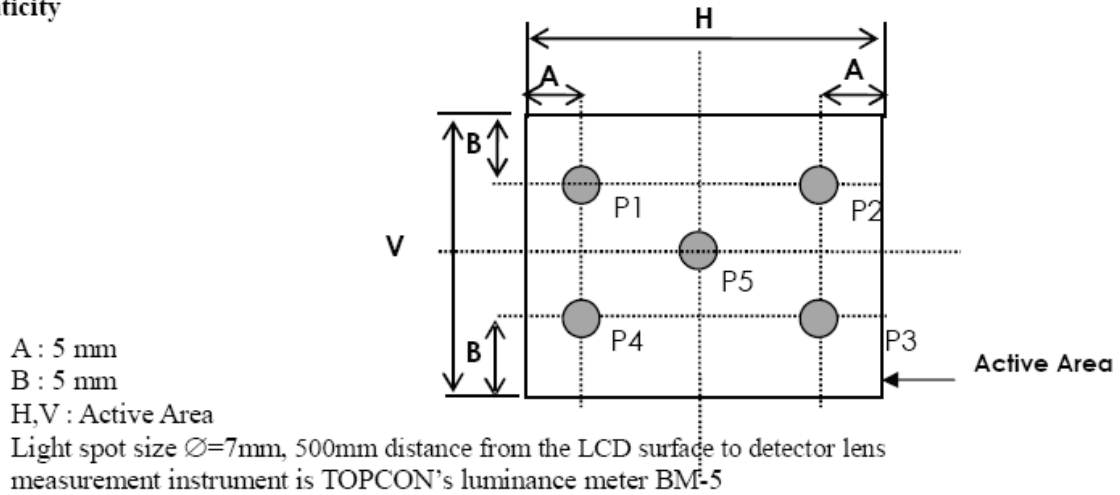 H
A
A
B
P1
P2
V
P5
B
P4
P3
Active Area
A : 5 mm
B : 5 mm
H,V : Active Area
Light spot size ∅=7mm, 500mm distance from the LCD surface to detector lens
measurement instrument is TOPCON's luminance meter BM-5